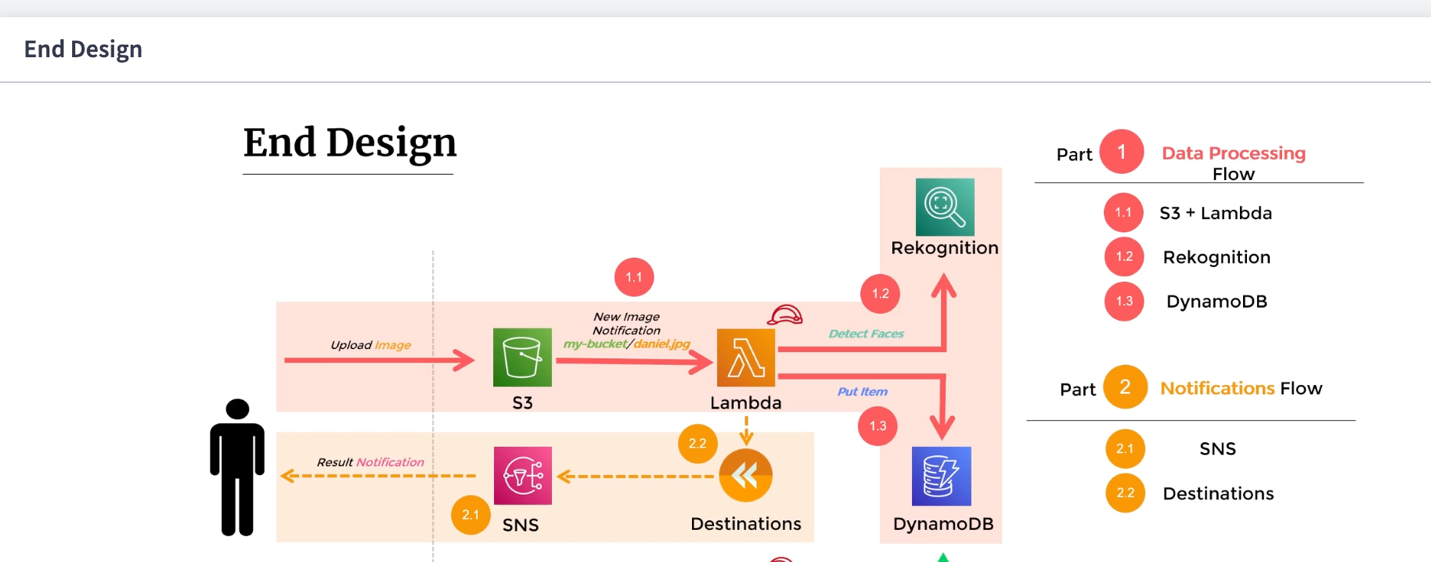 End Design
End Design
Part 1 Data Processing
Flow
1.1 S3 + Lambda
1.2 Rekognition
1.3 DynamoDB
Part 2 Notifications Flow
2.1 SNS
2.2 Destinations
Rekognition
1.1
1.2
New Image
Notification
my-bucket/daniel.jpg
Upload Image
Detect Faces
Put Item
S3
Lambda
1.3
2.2
Result Notification
2.1
SNS
Destinations
DynamoDB